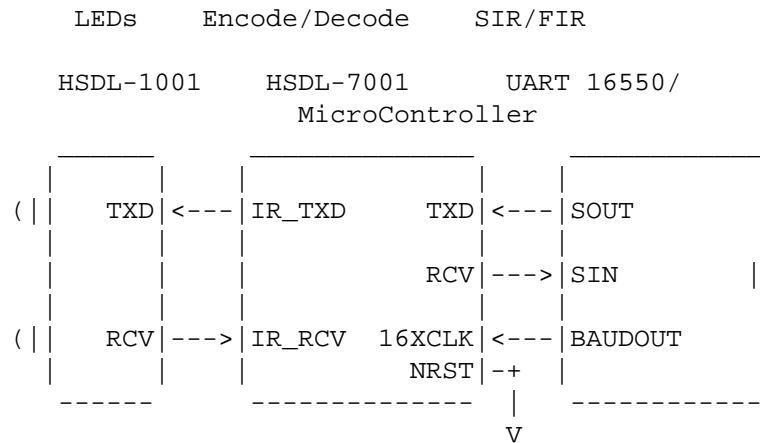 LEDs Encode/Decode SIR/FIR
HSDL-1001 HSDL-7001 UART 16550/
MicroController
(|| TXD|<---|IR_TXD TXD|<---|SOUT
RCV|--->|SIN |
(|| RCV|--->|IR_RCV 16XCLK|<---|BAUDOUT
NRST|-+ |
V